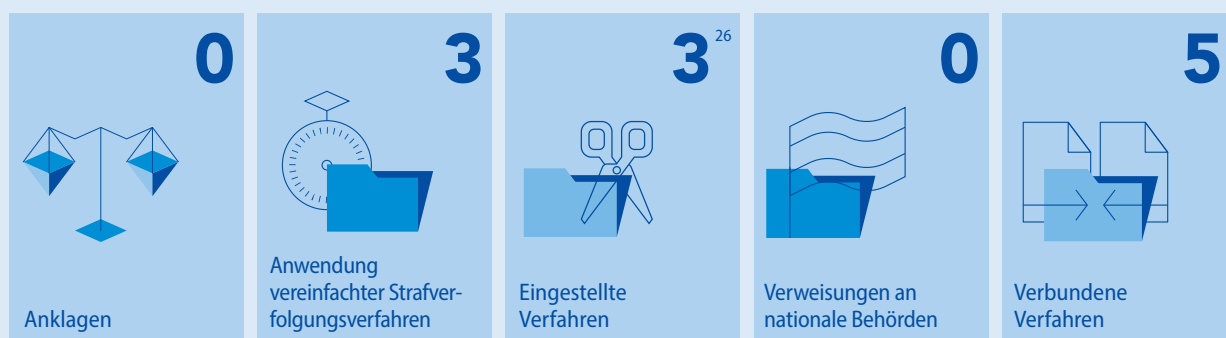 0
Anklagen
3
Anwendung
vereinfachter Strafver-
folgungsverfahren
3 26
Eingestellte
Verfahren
0
Verweisungen an
nationale Behörden
5
Verbundene
Verfahren